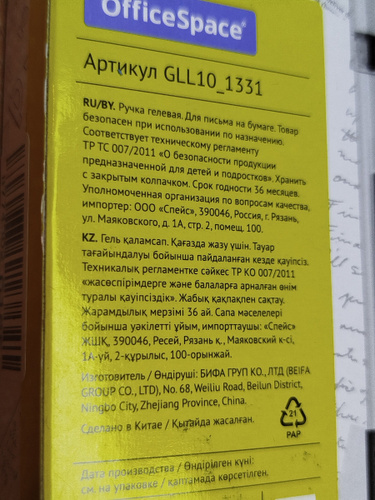 OfficeSpace®
Артикул GLL10_1331
RU/BY. Ручка гелевая. Для письма на бумаге. Товар
безопасен при использовании по назначению.
Соответствует техническому регламенту
ТР ТС 007/2011 «О безопасности продукции
предназначенной для детей и подростков». Хранить
с закрытым колпачком. Срок годности 36 месяцев.
Уполномоченная организация по вопросам качества,
импортер: ООО «Спейс», 390046, Россия, г. Рязань,
ул. Маяковского, д. 1А, стр. 2, помещ. 100.
KZ. Гель қаламсап. Қағазда жазу үшін. Тауар
тағайындалуы бойынша пайдаланған кезде қауіпсіз.
Техникалық регламентке сәйкес ТР КО 007/2011
«жасөспірімдерге және балаларға арналған өнім
туралы қауіпсіздік». Жабық қақпақпен сақтау.
Жарамдылық мерзімі 36 ай. Сапа мәселелері
бойынша уәкілетті ұйым, импорттаушы: «Спейс»
ЖШҚ, 390046, Ресей, Рязань қ., Маяковский к-сі,
1А-үй, 2-құрылыс, 100-орынжай.
Изготовитель / Өндіруші: БИФА ГРУП КО., ЛТД (BEIFA
GROUP CO., LTD), No. 68, Weiliu Road, Beilun District,
Ningbo City, Zhejiang Province, China.
Сделано в Китае / Қытайда жасалған.
21
PAP
Дата производства / Өндірілген күні:
см. на упаковке / қаптамада көрсетілген.